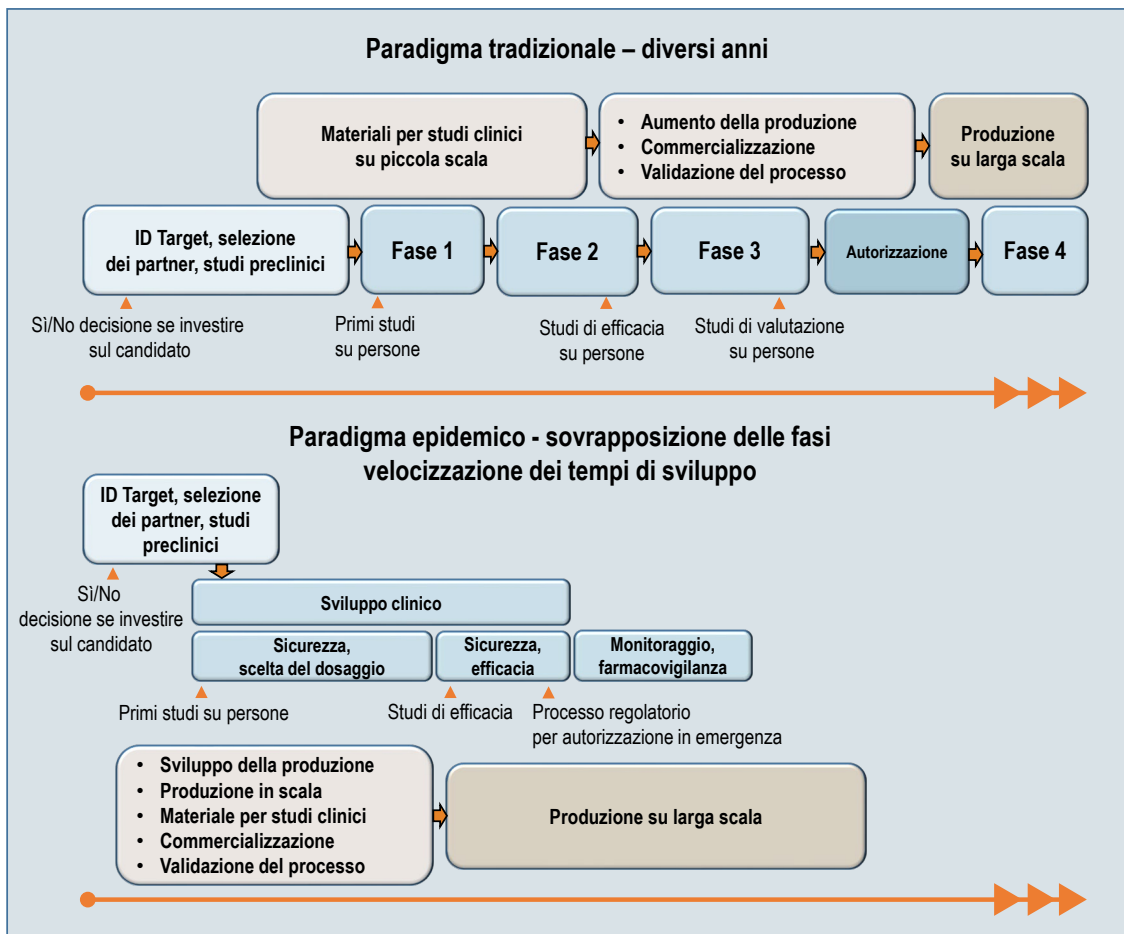 Paradigma tradizionale – diversi anni
Materiali per studi clinici
su piccola scala
• Aumento della produzione
• Commercializzazione
• Validazione del processo
Produzione
su larga scala
ID Target, selezione
dei partner, studi preclinici
Fase 1
Fase 2
Fase 3
Autorizzazione
Fase 4
Sì/No decisione se investire
sul candidato
Primi studi
su persone
Studi di efficacia
su persone
Studi di valutazione
su persone
Paradigma epidemico - sovrapposizione delle fasi
velocizzazione dei tempi di sviluppo
ID Target, selezione
dei partner, studi
preclinici
Sì/No
decisione se investire
sul candidato
Sviluppo clinico
Sicurezza,
scelta del dosaggio
Sicurezza,
efficacia
Monitoraggio,
farmacovigilanza
Primi studi su persone
Studi di efficacia
Processo regolatorio
per autorizzazione in emergenza
• Sviluppo della produzione
• Produzione in scala
• Materiale per studi clinici
• Commercializzazione
• Validazione del processo
Produzione su larga scala